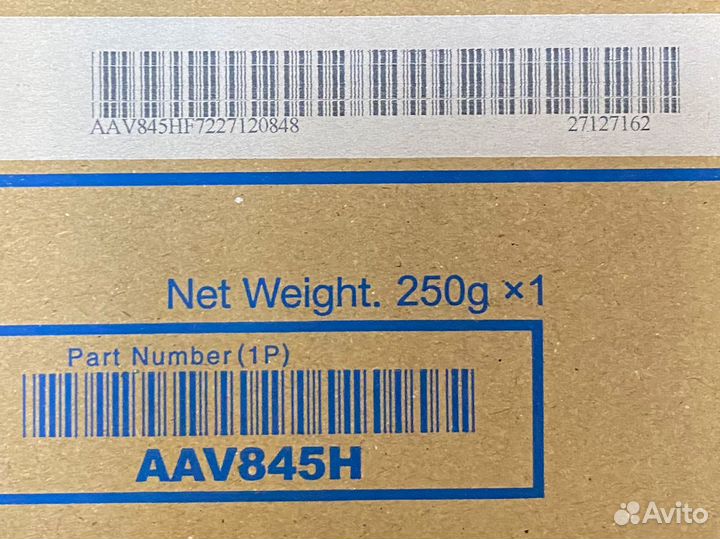 AAV845HF7227120848 27127162
Net Weight. 250g ×1
Part Number (1P)
AAV845H
Avito